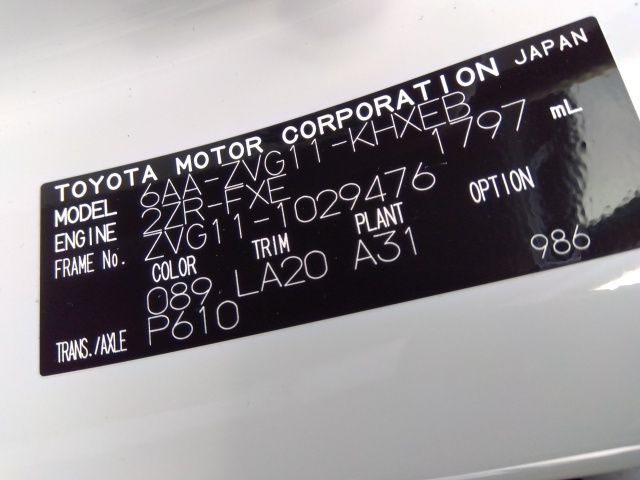 TOYOTA MOTOR CORPORATION JAPAN
MODEL 6AA-ZVG11-KHXEB
ENGINE 2ZR-FXE 1797 mL
FRAME No. ZVG11-1029476
COLOR TRIM PLANT OPTION
089 LA20 A31 986
TRANS./AXLE P610